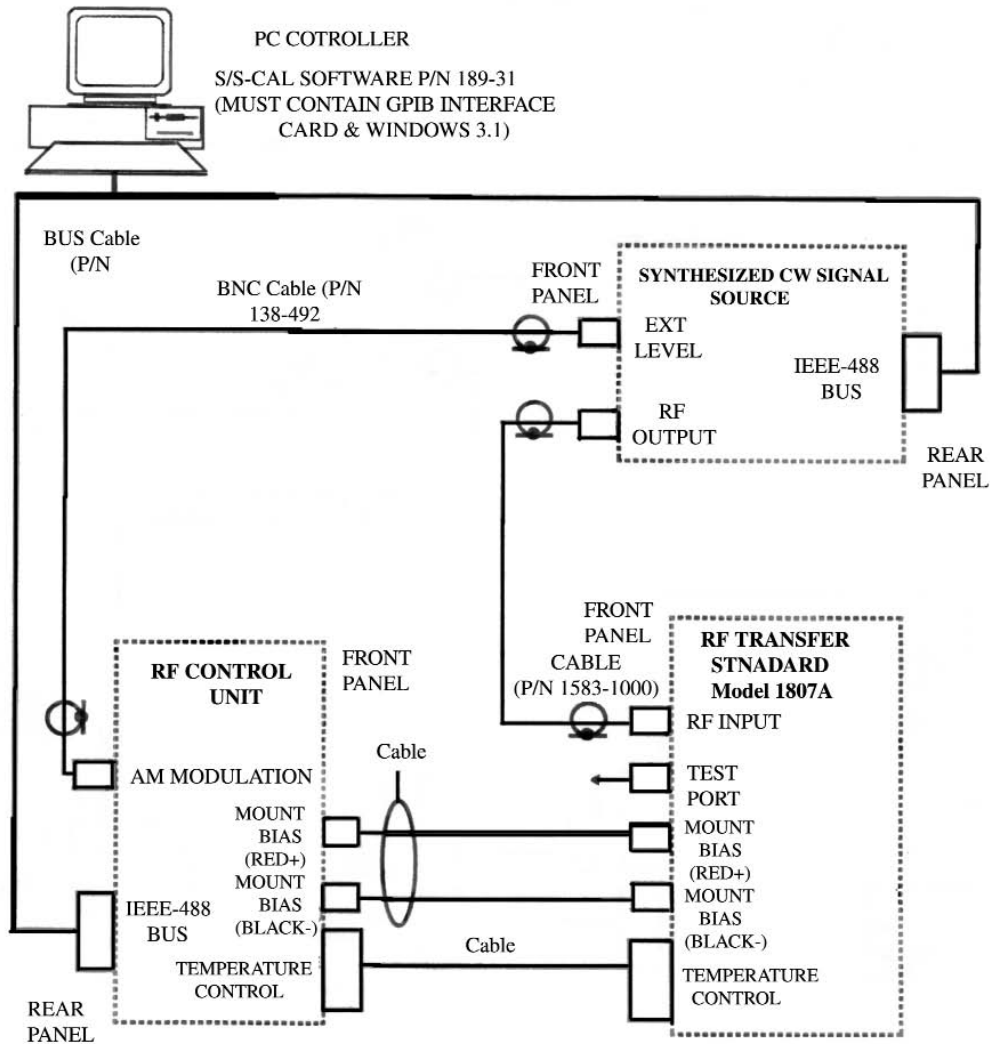 PC COTROLLER
S/S-CAL SOFTWARE P/N 189-31
(MUST CONTAIN GPIB INTERFACE
CARD & WINDOWS 3.1)
BUS Cable
(P/N
BNC Cable (P/N
138-492
FRONT
PANEL
SYNTHESIZED CW SIGNAL
SOURCE
EXT
LEVEL
IEEE-488
BUS
RF
OUTPUT
REAR
PANEL
FRONT
PANEL
CABLE
(P/N 1583-1000)
RF TRANSFER
STNADARD
Model 1807A
RF INPUT
TEST
PORT
MOUNT
BIAS
(RED+)
MOUNT
BIAS
(BLACK-)
TEMPERATURE
CONTROL
RF CONTROL
UNIT
FRONT
PANEL
Cable
AM MODULATION
MOUNT
BIAS
(RED+)
MOUNT
BIAS
(BLACK-)
IEEE-488
BUS
Cable
TEMPERATURE
CONTROL
REAR
PANEL